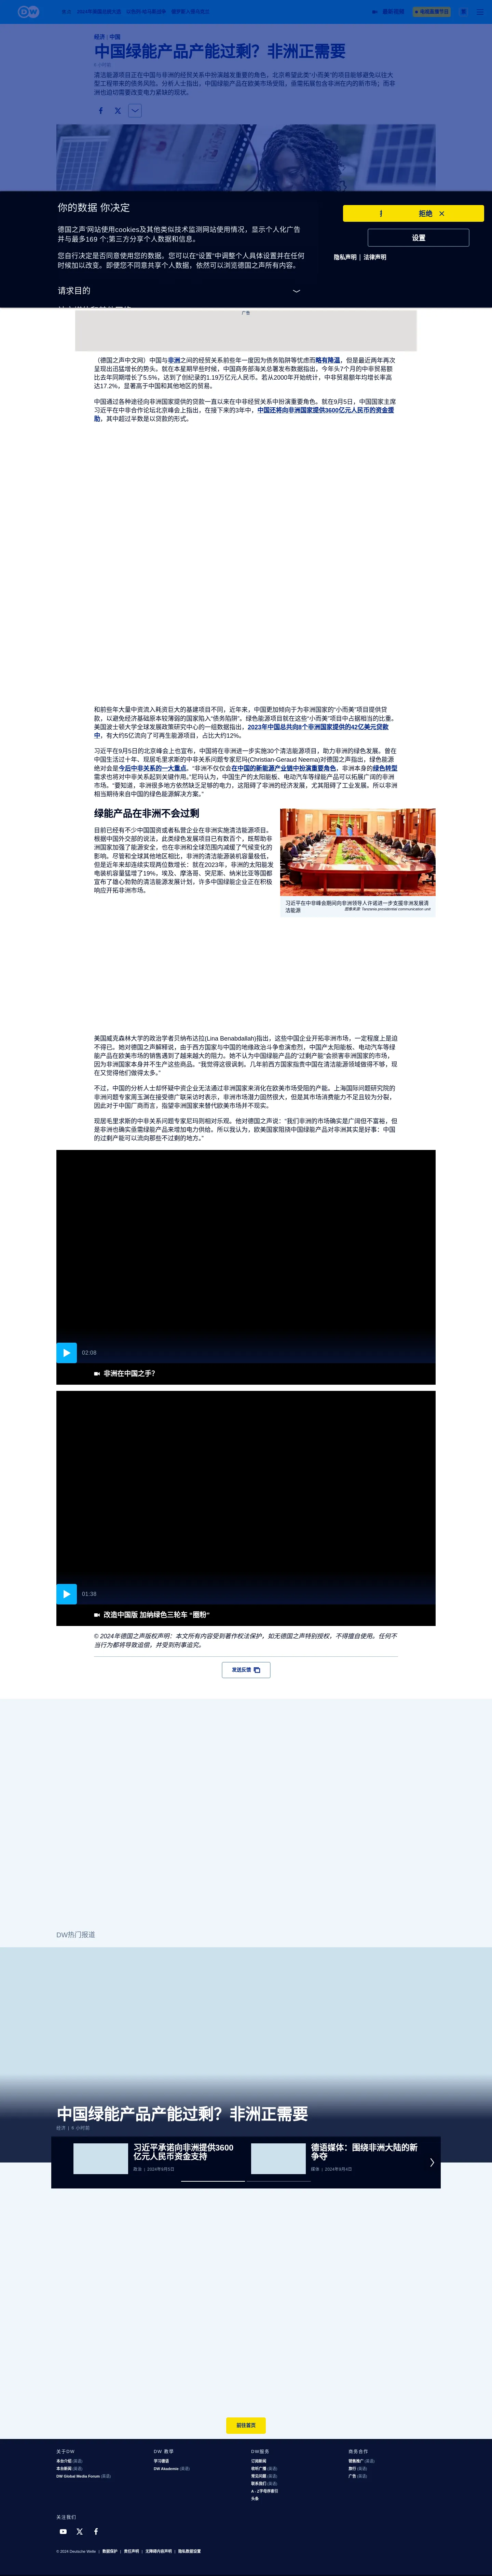 经济 | 中国
中国绿能产品产能过剩？非洲正需要
清洁能源项目正在中国与非洲的经贸关系中扮演越发重要的角色，北京希望此类“小而美”的项目能够避免以往大型工程带来的债务风险。分析人士指出，中国绿能产品在欧美市场受阻，亟需拓展包含非洲在内的新市场；而非洲也迫切需要改变电力紧缺的现状。
你的数据 你决定
德国之声'网站使用cookies及其他类似技术监测网站使用情况，显示个人化广告并与最多169 个;第三方分享个人数据和信息。
您自行决定是否同意使用您的数据。您可以在“设置”中调整个人具体设置并在任何时候加以改变。即便您不同意共享个人数据，依然可以浏览德国之声所有内容。
请求目的
拒绝
设置
隐私声明 | 法律声明
广告
（德国之声中文网）中国与非洲之间的经贸关系前些年一度因为债务陷阱等忧虑而略有降温，但是最近两年再次呈现出迅猛增长的势头。就在本星期早些时候，中国商务部海关总署发布数据指出，今年头7个月的中非贸易额比去年同期增长了5.5%，达到了创纪录的1.19万亿元人民币。若从2000年开始统计，中非贸易额年均增长率高达17.2%，显著高于中国和其他地区的贸易。
中国通过各种途径向非洲国家提供的贷款一直以来在中非经贸关系中扮演重要角色。就在9月5日，中国国家主席习近平在中非合作论坛北京峰会上指出，在接下来的3年中，中国还将向非洲国家提供3600亿元人民币的资金援助，其中超过半数是以贷款的形式。
和前些年大量中资流入耗资巨大的基建项目不同，近年来，中国更加倾向于为非洲国家的“小而美”项目提供贷款，以避免经济基础原本较薄弱的国家陷入“债务陷阱”。绿色能源项目就在这些“小而美”项目中占据相当的比重。美国波士顿大学全球发展政策研究中心的一组数据指出，2023年中国总共向8个非洲国家提供的42亿美元贷款中，有大约5亿流向了可再生能源项目，占比大约12%。
习近平在9月5日的北京峰会上也宣布，中国将在非洲进一步实施30个清洁能源项目，助力非洲的绿色发展。曾在中国生活过十年、现居毛里求斯的中非关系问题专家尼玛(Christian-Geraud Neema)对德国之声指出，绿色能源绝对会是今后中非关系的一大重点。“非洲不仅仅会在中国的新能源产业链中扮演重要角色，非洲本身的绿色转型需求也将对中非关系起到关键作用。”尼玛认为，中国生产的太阳能板、电动汽车等绿能产品可以拓展广阔的非洲市场。“要知道，非洲很多地方依然缺乏足够的电力，这阻碍了非洲的经济发展，尤其阻碍了工业发展。所以非洲相当期待来自中国的绿色能源解决方案。”
绿能产品在非洲不会过剩
目前已经有不少中国国资或者私营企业在非洲实施清洁能源项目。根据中国外交部的说法，此类绿色发展项目已有百数个，既帮助非洲国家加强了能源安全，也在非洲和全球范围内减缓了气候变化的影响。尽管和全球其他地区相比，非洲的清洁能源装机容量极低，但是近年来却连续实现两位数增长：就在2023年，非洲的太阳能发电装机容量猛增了19%。埃及、摩洛哥、突尼斯、纳米比亚等国都宣布了雄心勃勃的清洁能源发展计划，许多中国绿能企业正在积极响应开拓非洲市场。
习近平在中非峰会期间向非洲领导人许诺进一步支援非洲发展清洁能源
图像来源: Tanzania presidential communication unit
美国威克森林大学的政治学者贝纳布达拉(Lina Benabdallah)指出，这些中国企业开拓非洲市场，一定程度上是迫不得已。她对德国之声解释说，由于西方国家与中国的地缘政治斗争愈演愈烈，中国产太阳能板、电动汽车等绿能产品在欧美市场的销售遇到了越来越大的阻力。她不认为中国绿能产品的“过剩产能”会损害非洲国家的市场，因为非洲国家本身并不生产这些商品。“我觉得这很讽刺，几年前西方国家指责中国在清洁能源领域做得不够，现在又觉得他们做得太多。”
不过，中国的分析人士却怀疑中资企业无法通过非洲国家来消化在欧美市场受阻的产能。上海国际问题研究院的非洲问题专家周玉渊在接受德广联采访时表示，非洲市场潜力固然很大，但是其市场消费能力不足且较为分裂，因此对于中国厂商而言，指望非洲国家来替代欧美市场并不现实。
现居毛里求斯的中非关系问题专家尼玛则相对乐观。他对德国之声说：“我们非洲的市场确实是广阔但不富裕，但是非洲也确实亟需绿能产品来增加电力供给。所以我认为，欧美国家阻挠中国绿能产品对非洲其实是好事：中国的过剩产能可以流向那些不过剩的地方。”
02:08
非洲在中国之手？
01:38
改造中国版 加纳绿色三轮车 “圈粉”
© 2024年德国之声版权声明：本文所有内容受到著作权法保护，如无德国之声特别授权，不得擅自使用。任何不当行为都将导致追偿，并受到刑事追究。
发送反馈
DW热门报道
中国绿能产品产能过剩？非洲正需要
习近平承诺向非洲提供3600亿元人民币资金支持
政治 | 2024年9月5日
德语媒体：围绕非洲大陆的新争夺
媒体 | 2024年9月4日
前往首页
关于DW
本台介绍 (英语)
本台新闻 (英语)
DW Global Media Forum (英语)
DW 教学
学习德语
DW Akademie (英语)
DW服务
订阅新闻
收听广播 (英语)
常见问题 (英语)
联系我们 (英语)
A - Z字母序索引
头条
商务合作
销售推广 (英语)
旅行 (英语)
广告 (英语)
关注我们
© 2024 Deutsche Welle | 数据保护 | 责任声明 | 无障碍内容声明 | 隐私数据设置